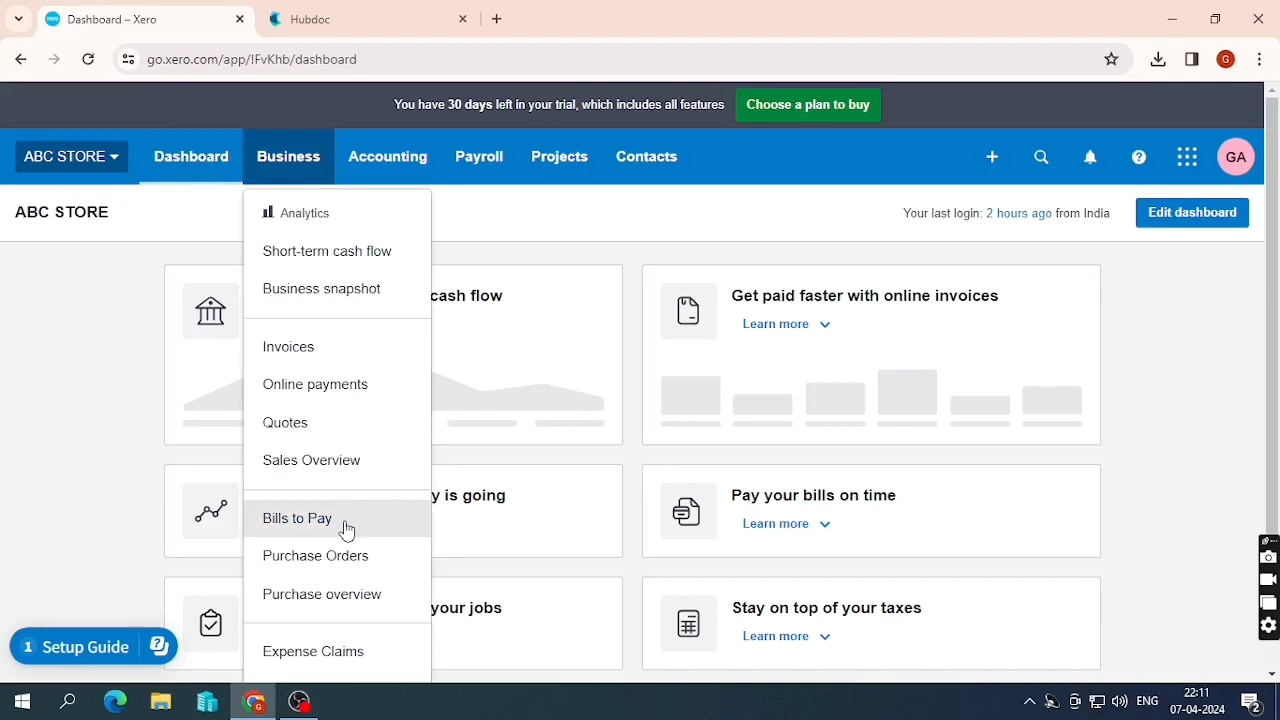 Dashboard – Xero
Hubdoc
go.xero.com/app/!FvKhb/dashboard
G
You have 30 days left in your trial, which includes all features
Choose a plan to buy
ABC STORE
Dashboard
Business
Accounting
Payroll
Projects
Contacts
GA
ABC STORE
Your last login: 2 hours ago from India
Edit dashboard
Analytics
Short-term cash flow
Business snapshot
Invoices
Online payments
Quotes
Sales Overview
Bills to Pay
Purchase Orders
Purchase overview
Expense Claims
cash flow
Get paid faster with online invoices
Learn more
y is going
Pay your bills on time
Learn more
your jobs
Stay on top of your taxes
Learn more
1 Setup Guide
ENG
22:11
07-04-2024
2